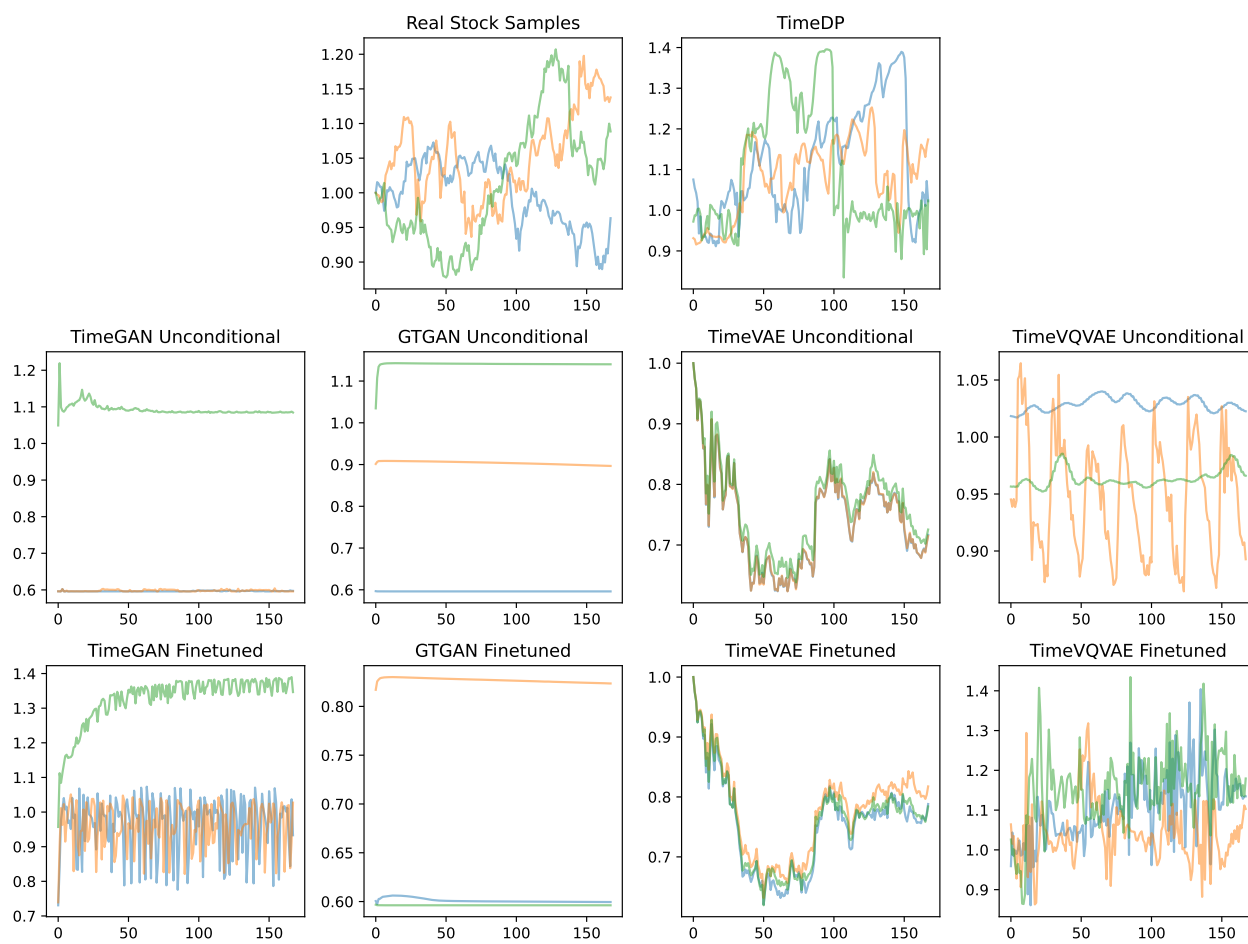 Real Stock Samples
TimeDP
1.20
1.15
1.10
1.05
1.00
0.95
0.90
0 50 100 150
1.4
1.3
1.2
1.1
1.0
0.9
0 50 100 150
TimeGAN Unconditional
GTGAN Unconditional
TimeVAE Unconditional
TimeVQVAE Unconditional
1.2
1.1
1.0
0.9
0.8
0.7
0.6
0 50 100 150
1.1
1.0
0.9
0.8
0.7
0.6
0 50 100 150
1.0
0.9
0.8
0.7
0 50 100 150
1.05
1.00
0.95
0.90
0 50 100 150
TimeGAN Finetuned
GTGAN Finetuned
TimeVAE Finetuned
TimeVQVAE Finetuned
1.4
1.3
1.2
1.1
1.0
0.9
0.8
0.7
0 50 100 150
0.80
0.75
0.70
0.65
0.60
0 50 100 150
1.0
0.9
0.8
0.7
0 50 100 150
1.4
1.3
1.2
1.1
1.0
0.9
0 50 100 150